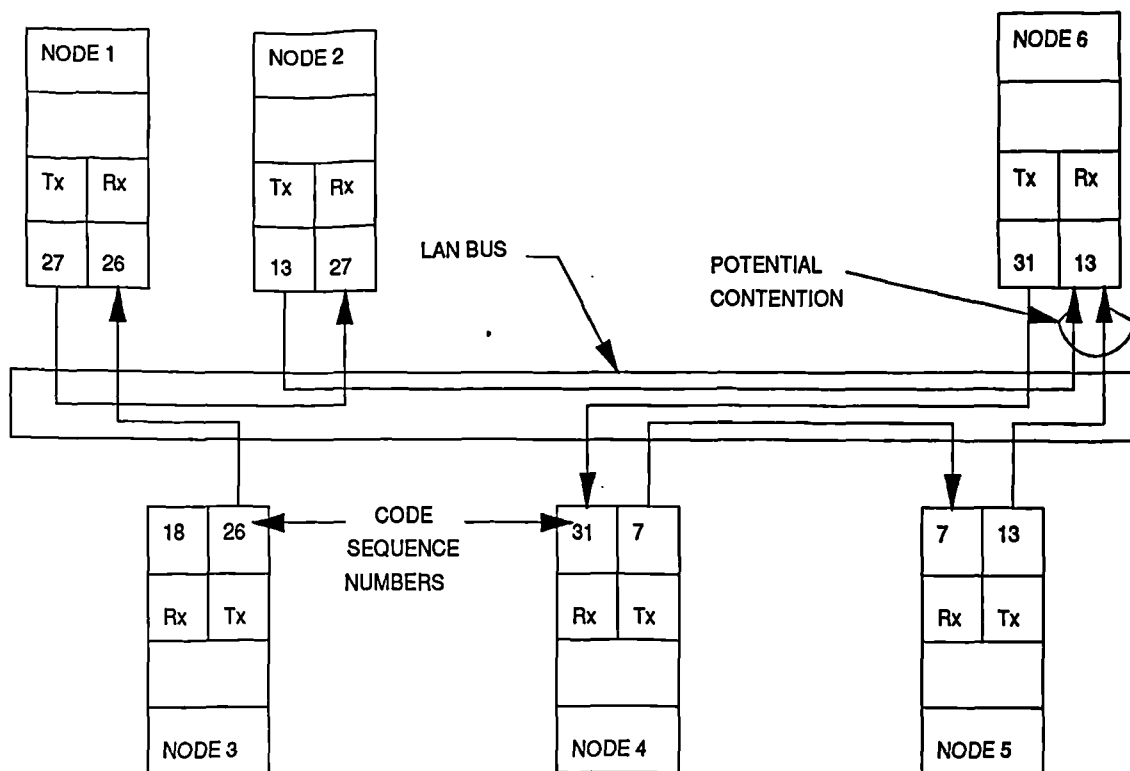 NODE 1
Tx Rx
27 26
NODE 2
Tx Rx
13 27
NODE 6
Tx Rx
31 13
LAN BUS
POTENTIAL
CONTENTION
18 26
Rx Tx
NODE 3
CODE
SEQUENCE
NUMBERS
31 7
Rx Tx
NODE 4
7 13
Rx Tx
NODE 5